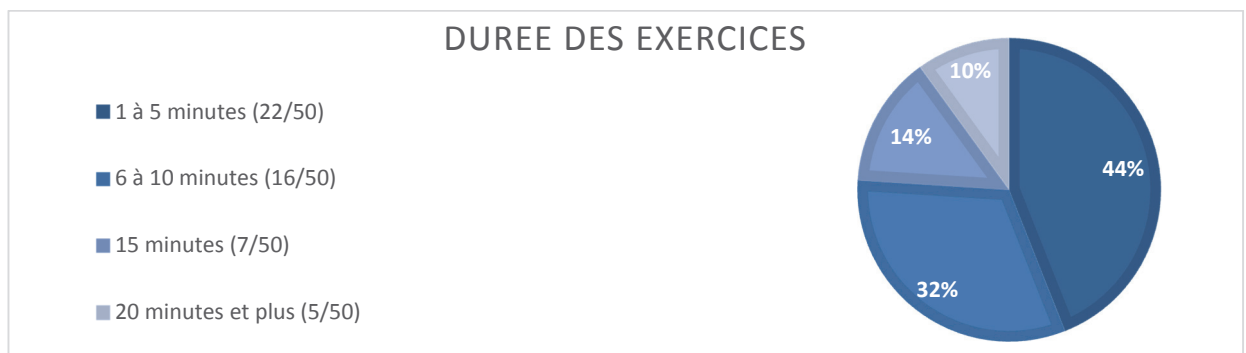 DUREE DES EXERCICES
1 à 5 minutes (22/50)
6 à 10 minutes (16/50)
15 minutes (7/50)
20 minutes et plus (5/50)
10%
14%
44%
32%